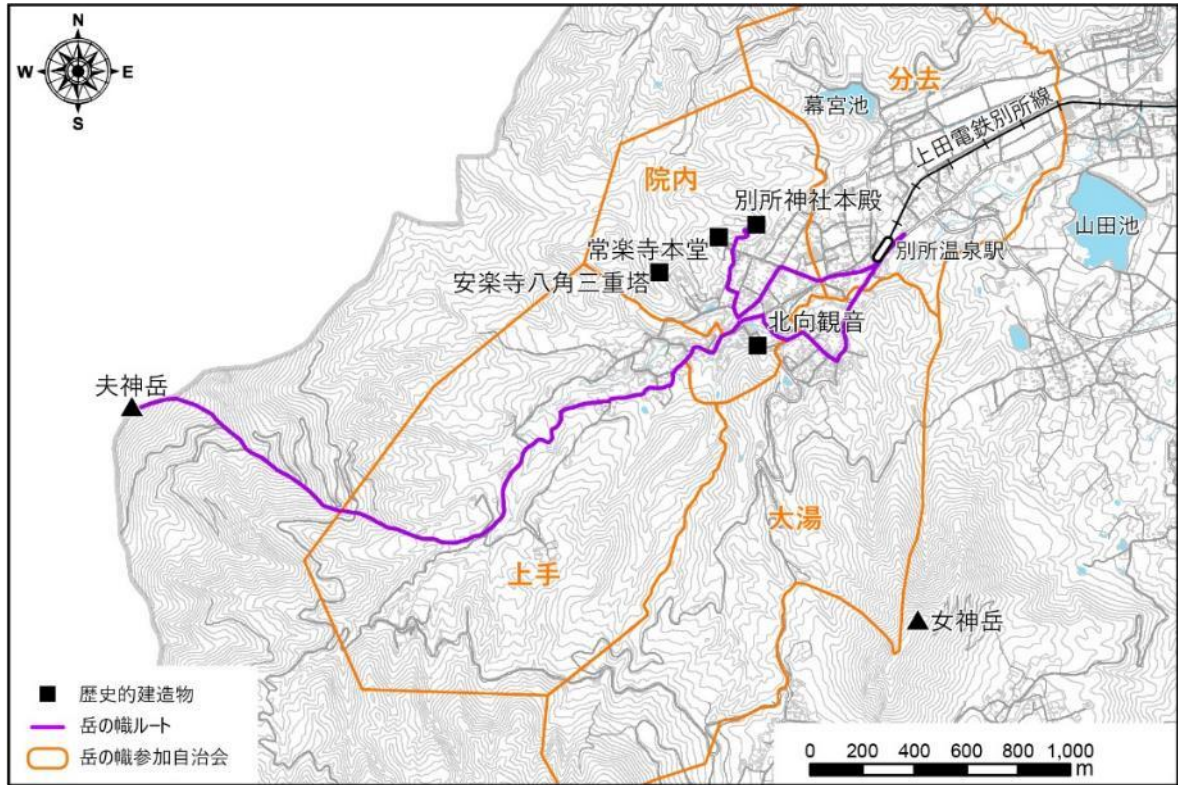 N
W E
S
分去
幕宮池
上田電鉄別所線
院内
別所神社本殿
山田池
常楽寺本堂
別所温泉駅
安楽寺八角三重塔
北向観音
夫神岳
大湯
上手
女神岳
歴史的建造物
岳の幟ルート
岳の幟参加自治会
0 200 400 600 800 1,000
m